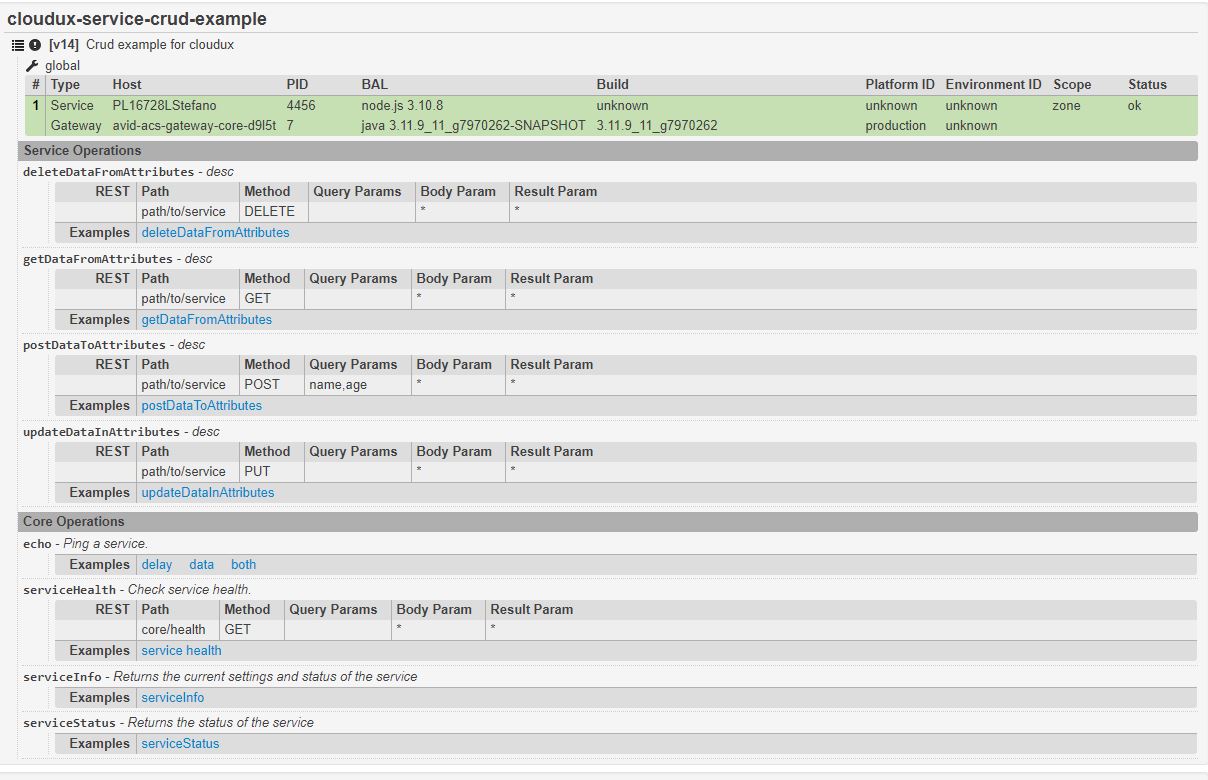 cloudux-service-crud-example
[v14] Crud example for cloudux
global
# Type Host PID BAL Build Platform ID Environment ID Scope Status
1 Service PL16728LStefano 4456 node.js 3.10.8 unknown unknown unknown zone ok
Gateway avid-acs-gateway-core-d9l5t 7 java 3.11.9_11_g7970262-SNAPSHOT 3.11.9_11_g7970262 production unknown
Service Operations
deleteDataFromAttributes - desc
REST Path Method Query Params Body Param Result Param
path/to/service DELETE * *
Examples deleteDataFromAttributes
getDataFromAttributes - desc
REST Path Method Query Params Body Param Result Param
path/to/service GET * *
Examples getDataFromAttributes
postDataToAttributes - desc
REST Path Method Query Params Body Param Result Param
path/to/service POST name,age * *
Examples postDataToAttributes
updateDataInAttributes - desc
REST Path Method Query Params Body Param Result Param
path/to/service PUT * *
Examples updateDataInAttributes
Core Operations
echo - Ping a service.
Examples delay data both
serviceHealth - Check service health.
REST Path Method Query Params Body Param Result Param
core/health GET * *
Examples service health
serviceInfo - Returns the current settings and status of the service
Examples serviceInfo
serviceStatus - Returns the status of the service
Examples serviceStatus